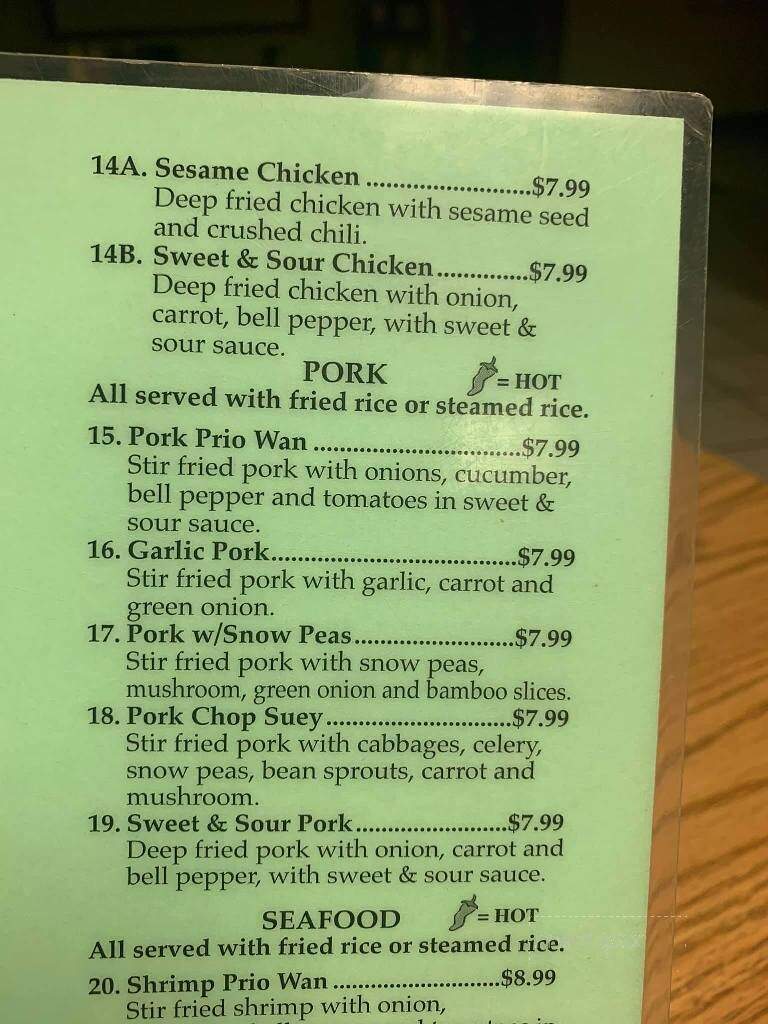 14A. Sesame Chicken ..........................$7.99
Deep fried chicken with sesame seed
and crushed chili.
14B. Sweet & Sour Chicken..............$7.99
Deep fried chicken with onion,
carrot, bell pepper, with sweet &
sour sauce.
PORK = HOT
All served with fried rice or steamed rice.
15. Pork Prio Wan ................................$7.99
Stir fried pork with onions, cucumber,
bell pepper and tomatoes in sweet &
sour sauce.
16. Garlic Pork.....................................$7.99
Stir fried pork with garlic, carrot and
green onion.
17. Pork w/Snow Peas........................$7.99
Stir fried pork with snow peas,
mushroom, green onion and bamboo slices.
18. Pork Chop Suey............................$7.99
Stir fried pork with cabbages, celery,
snow peas, bean sprouts, carrot and
mushroom.
19. Sweet & Sour Pork.......................$7.99
Deep fried pork with onion, carrot and
bell pepper, with sweet & sour sauce.
SEAFOOD = HOT
All served with fried rice or steamed rice.
20. Shrimp Prio Wan .........................$8.99
Stir fried shrimp with onion,